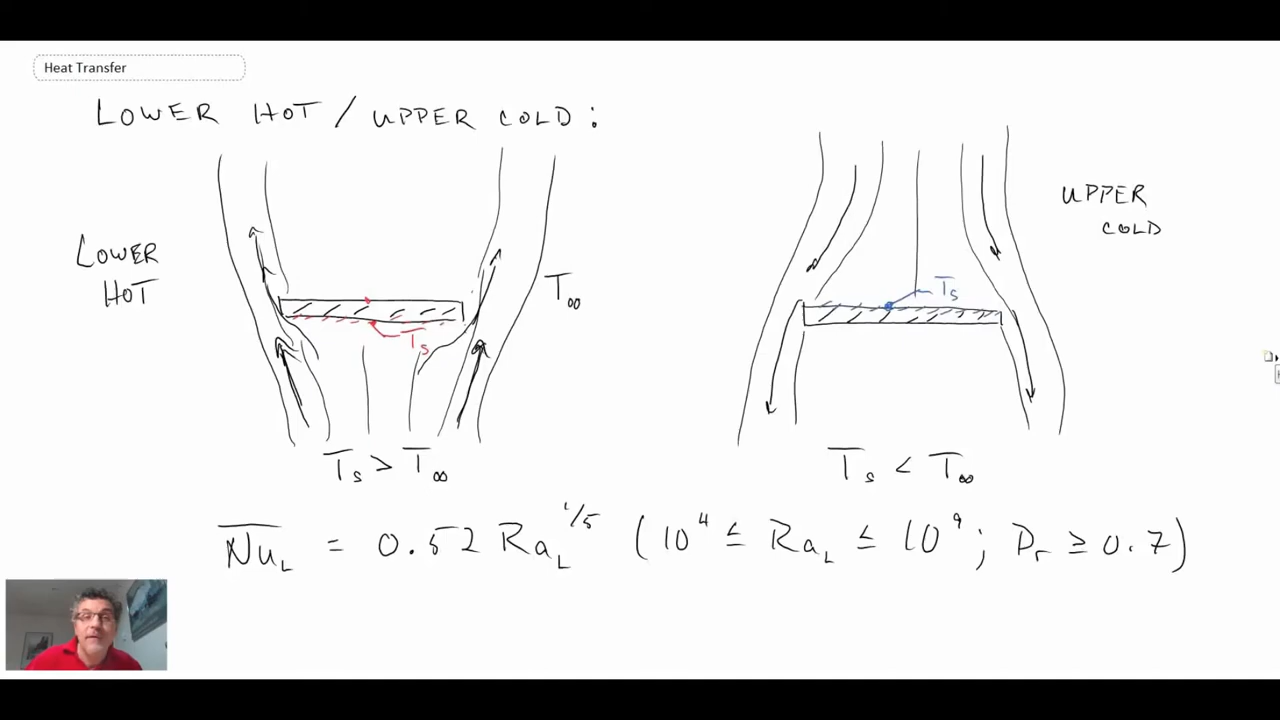 Heat Transfer
LOWER HOT / UPPER COLD:
LOWER
HOT
T∞
Ts
Ts
UPPER
COLD
Ts > T∞
Ts < T∞
N̅u̅_L = 0.52 Ra_L^1/5 (10^4 ≤ Ra_L ≤ 10^9; Pr ≥ 0.7)